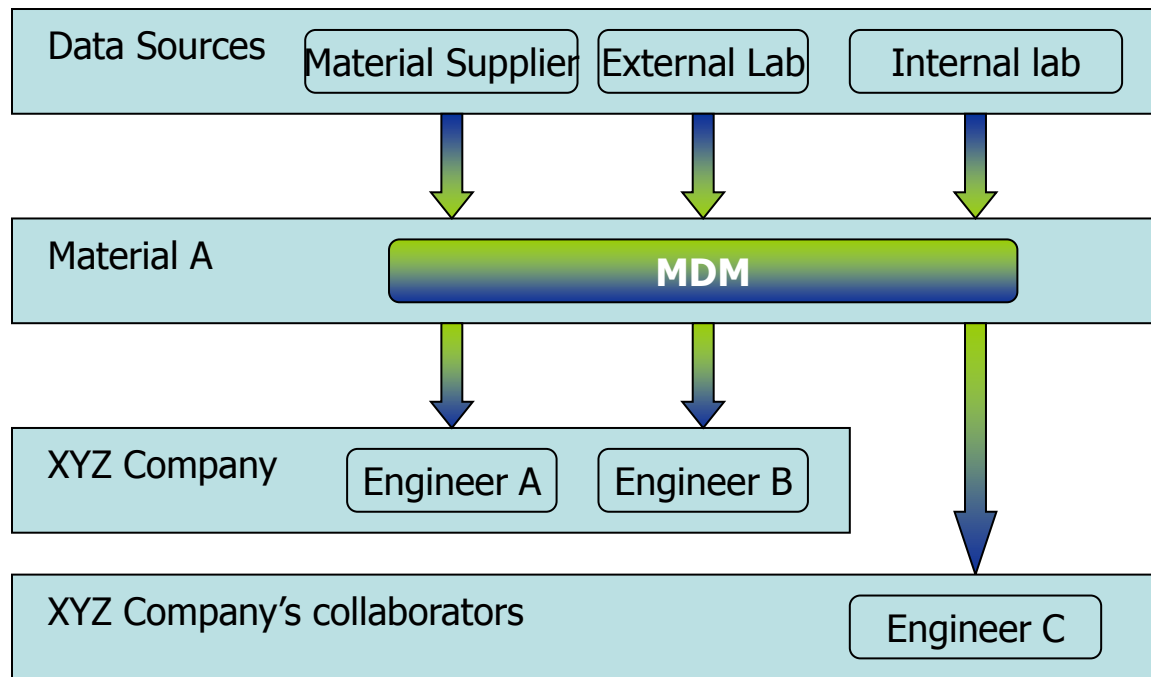 Data Sources
Material Supplier
External Lab
Internal lab
Material A
MDM
XYZ Company
Engineer A
Engineer B
XYZ Company’s collaborators
Engineer C